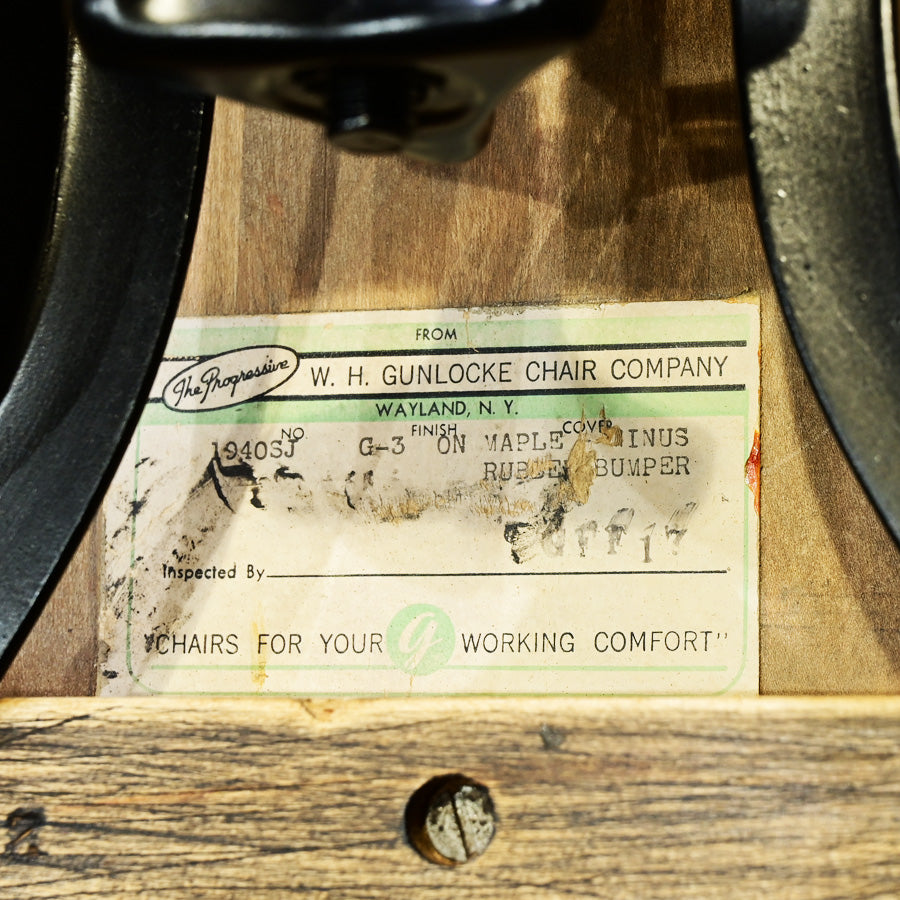 FROM
The Progressive W. H. GUNLOCKE CHAIR COMPANY
WAYLAND, N. Y.
NO. FINISH COVER
1940SJ G-3 ON MAPLE MINUS
RUBBER BUMPER
Inspected By
"CHAIRS FOR YOUR g WORKING COMFORT"